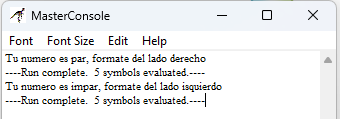 MasterConsole
Font Font Size Edit Help
Tu numero es par, formate del lado derecho
----Run complete.  5 symbols evaluated.----
Tu numero es impar, formate del lado isquierdo
----Run complete.  5 symbols evaluated.----